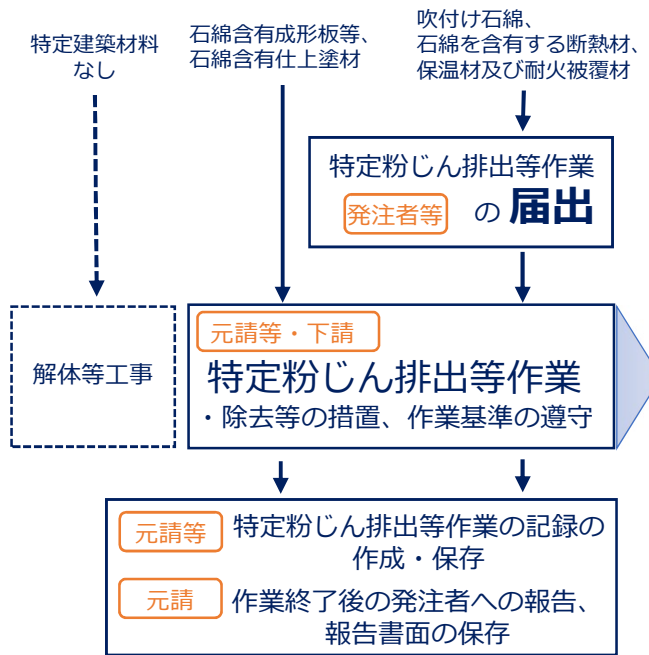 特定建築材料
なし
石綿含有成形板等、
石綿含有仕上塗材
吹付け石綿、
石綿を含有する断熱材、
保温材及び耐火被覆材
特定粉じん排出等作業
発注者等 の 届出
解体等工事
元請等・下請
特定粉じん排出等作業
・除去等の措置、作業基準の遵守
元請等 特定粉じん排出等作業の記録の
作成・保存
元請 作業終了後の発注者への報告、
報告書面の保存